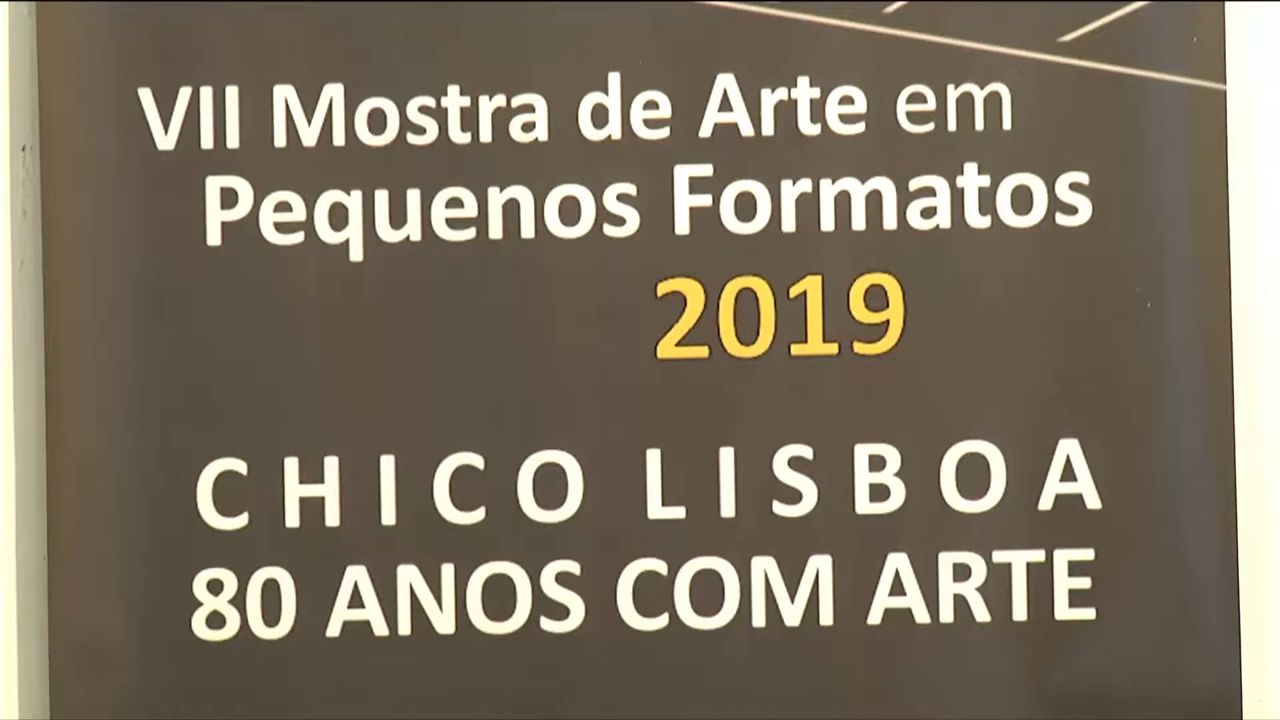 VII Mostra de Arte em
Pequenos Formatos
2019
CHICO LISBOA
80 ANOS COM ARTE